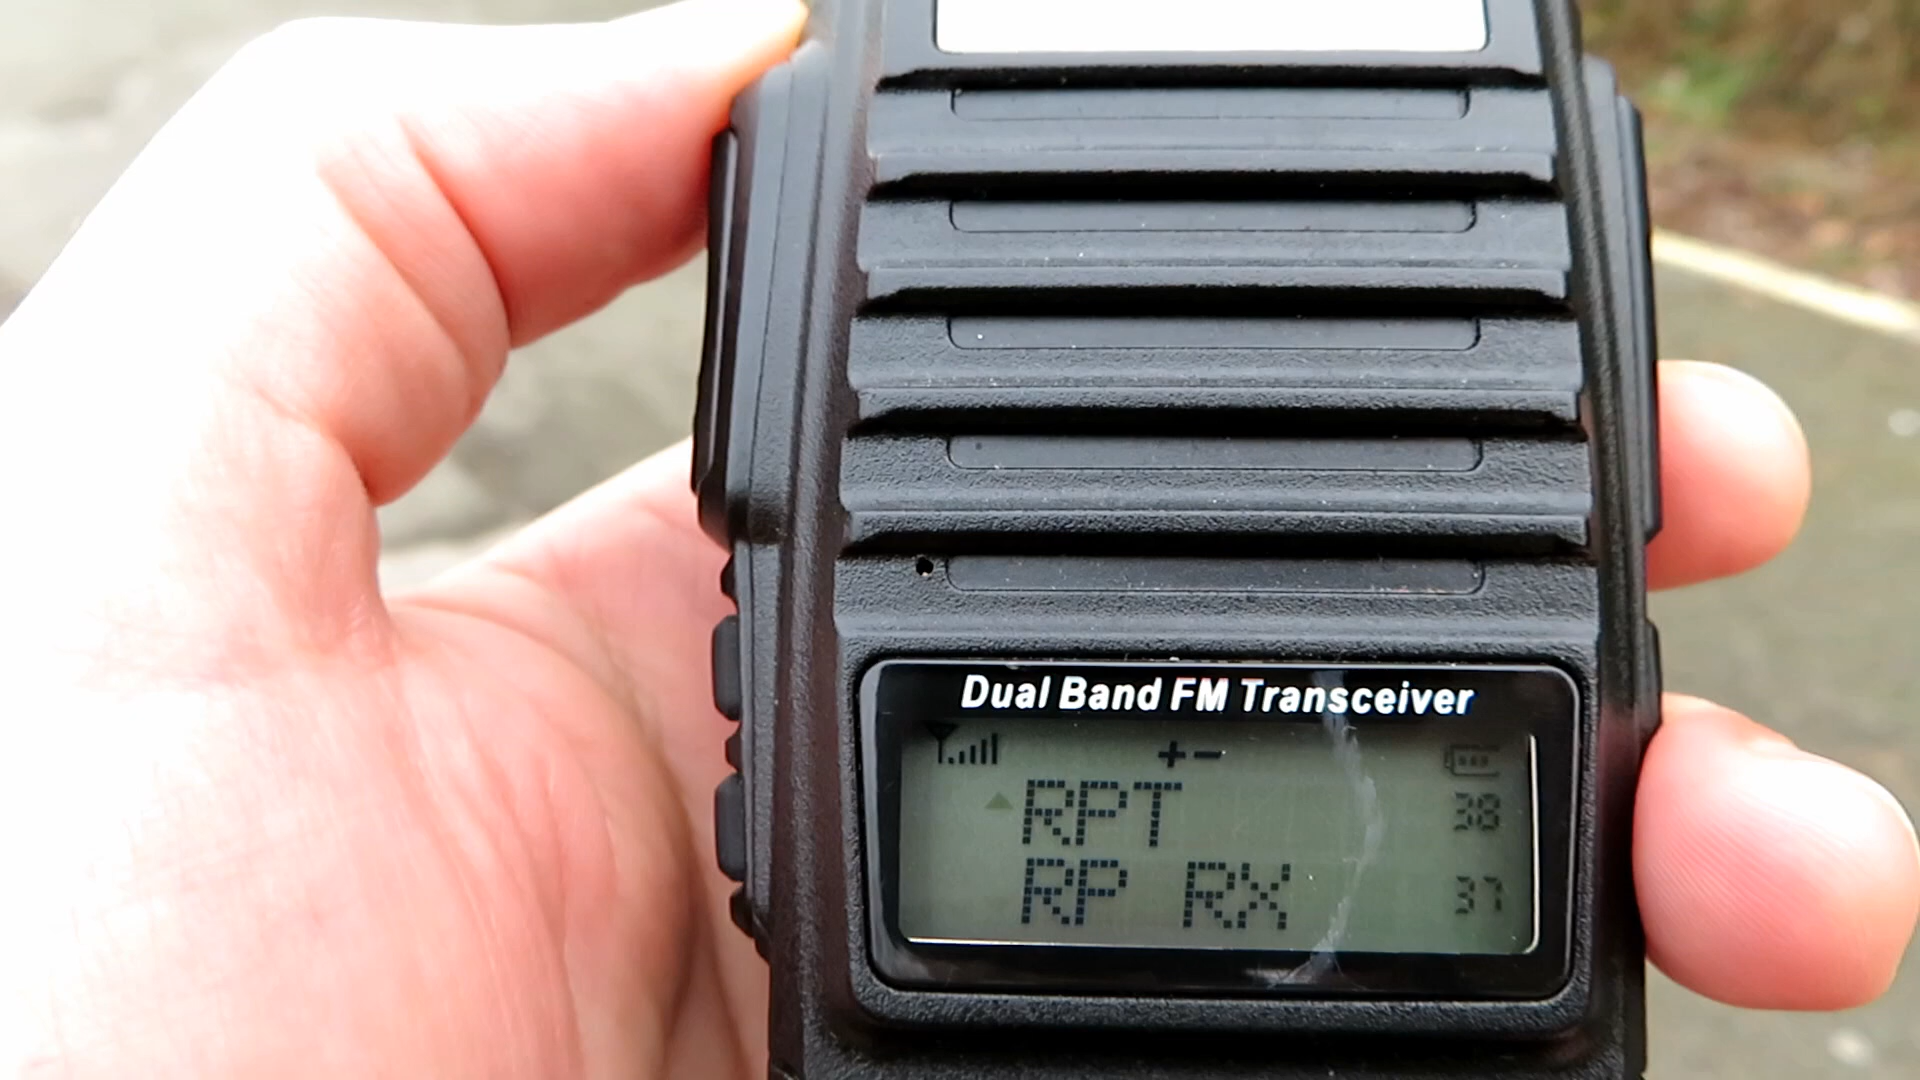 Dual Band FM Transceiver
+ -
RPT 38
RP RX 37